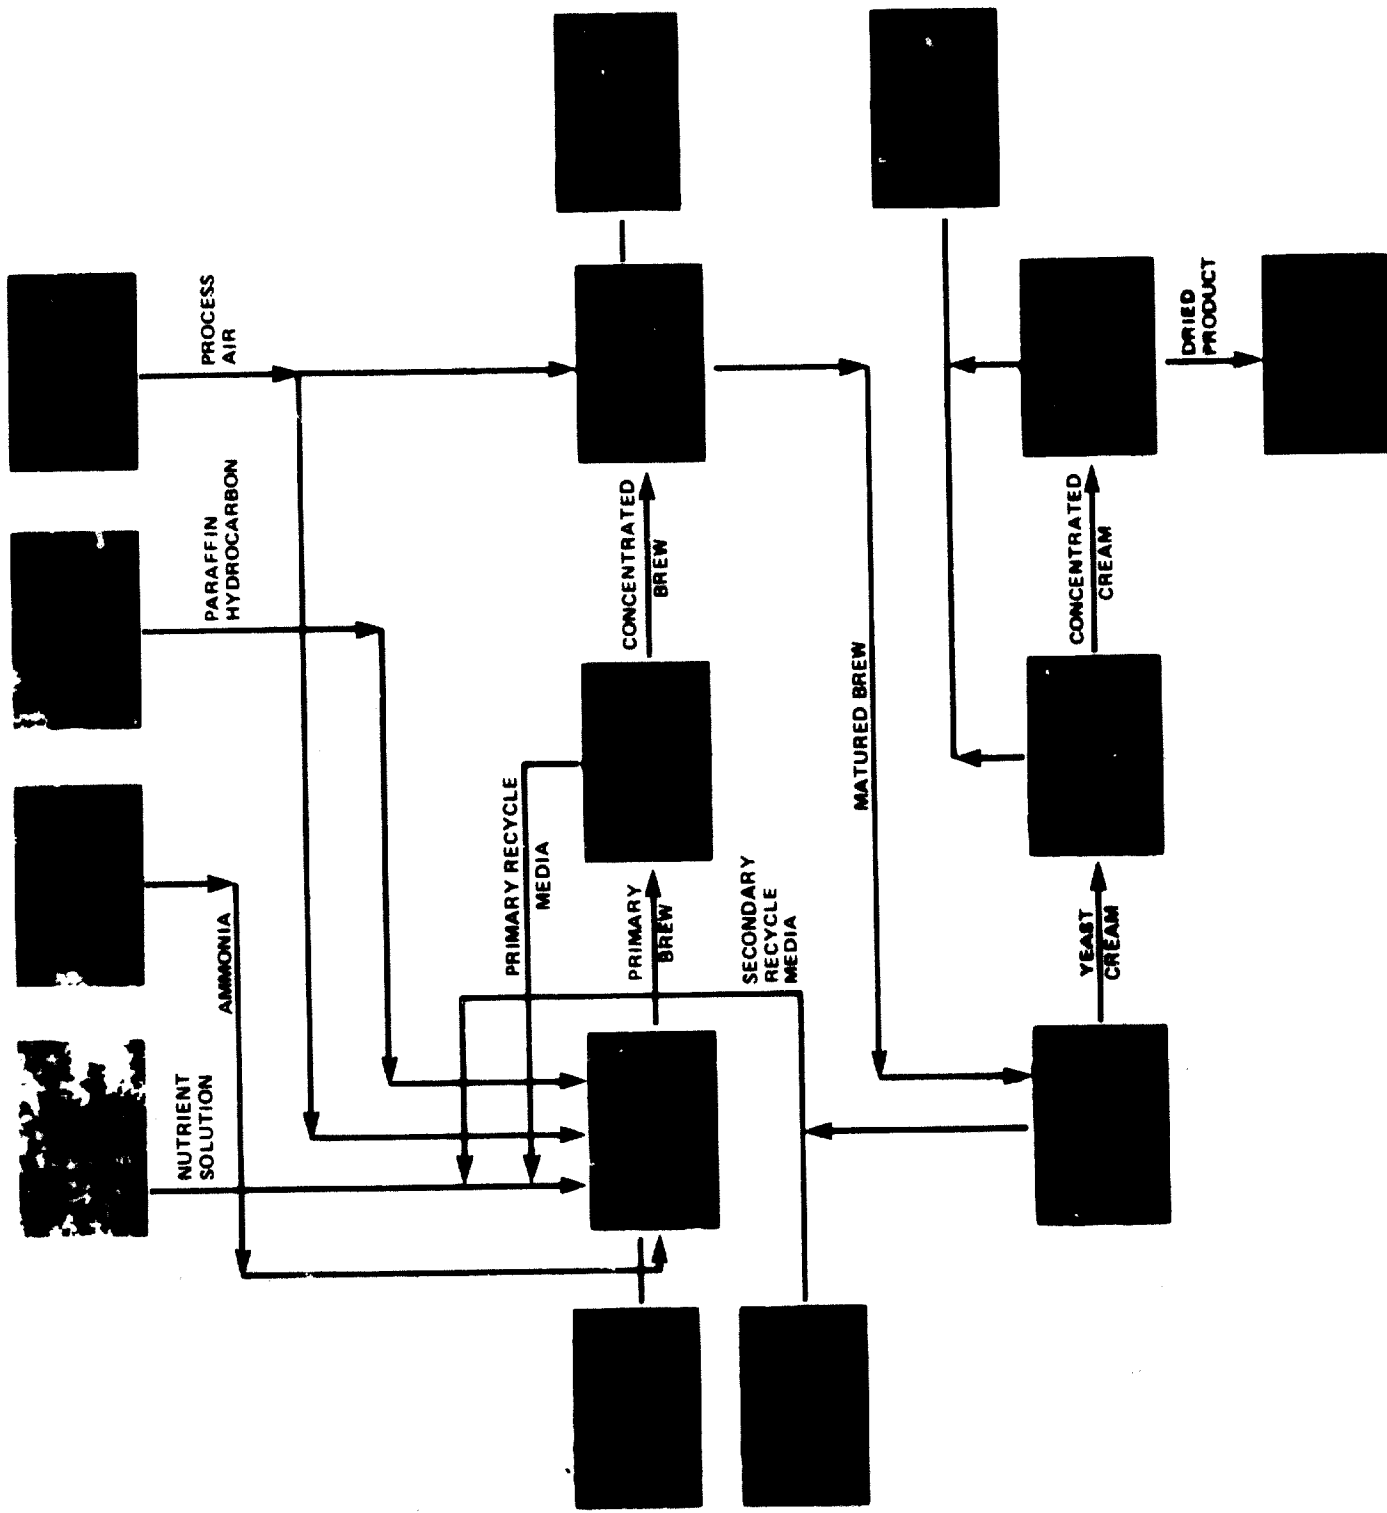 NUTRIENT
SOLUTION
AMMONIA
PARAFFIN
HYDROCARBON
PROCESS
AIR
PRIMARY RECYCLE
MEDIA
PRIMARY
BREW
CONCENTRATED
BREW
SECONDARY
RECYCLE
MEDIA
MATURED BREW
YEAST
CREAM
CONCENTRATED
CREAM
DRIED
PRODUCT